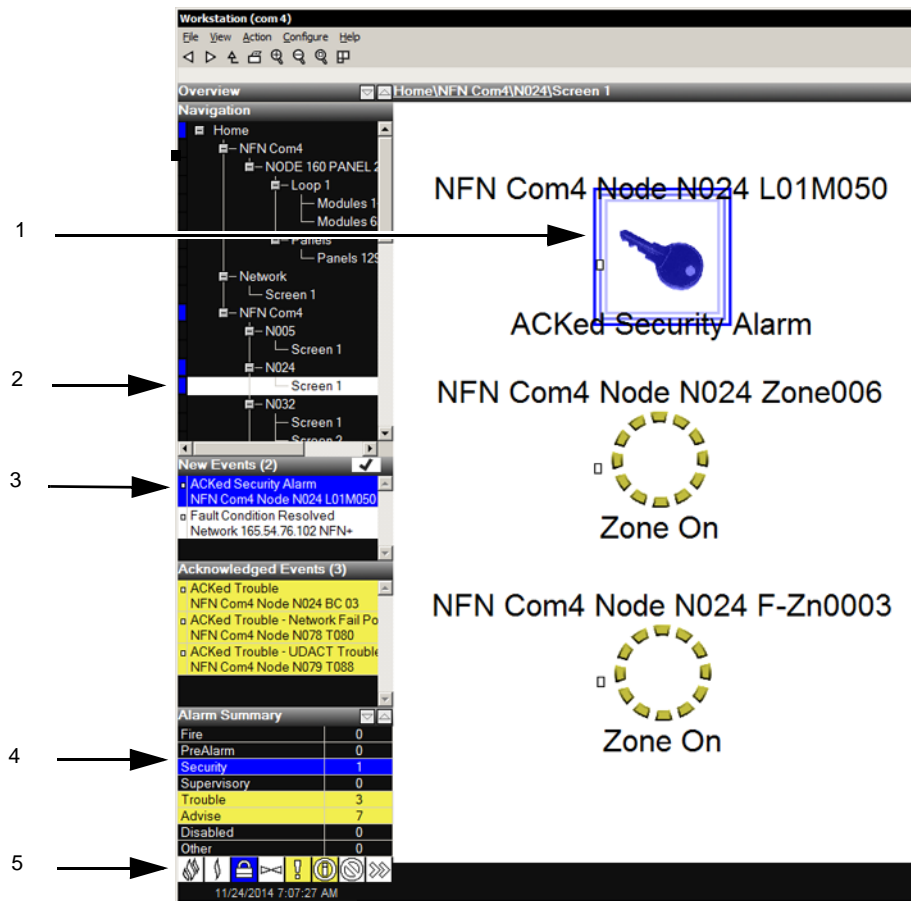 Workstation (com 4)
File View Action Configure Help
Overview
Home\NFN Com4\N024\Screen 1
Navigation
Home
NFN Com4
NODE 160 PANEL 2
Loop 1
Modules 1
Modules 6
Panels
Panels 129
Network
Screen 1
NFN Com4
N005
Screen 1
N024
Screen 1
N032
Screen 1
Screen 2
New Events (2)
ACKed Security Alarm
NFN Com4 Node N024 L01M050
Fault Condition Resolved
Network 165.54.76.102 NFN+
Acknowledged Events (3)
ACKed Trouble
NFN Com4 Node N024 BC 03
ACKed Trouble - Network Fail Po
NFN Com4 Node N078 T080
ACKed Trouble - UDACT Trouble
NFN Com4 Node N079 T088
Alarm Summary
Fire 0
PreAlarm 0
Security 1
Supervisory 0
Trouble 3
Advise 7
Disabled 0
Other 0
11/24/2014 7:07:27 AM
NFN Com4 Node N024 L01M050
ACKed Security Alarm
NFN Com4 Node N024 Zone006
Zone On
NFN Com4 Node N024 F-Zn0003
Zone On
1
2
3
4
5